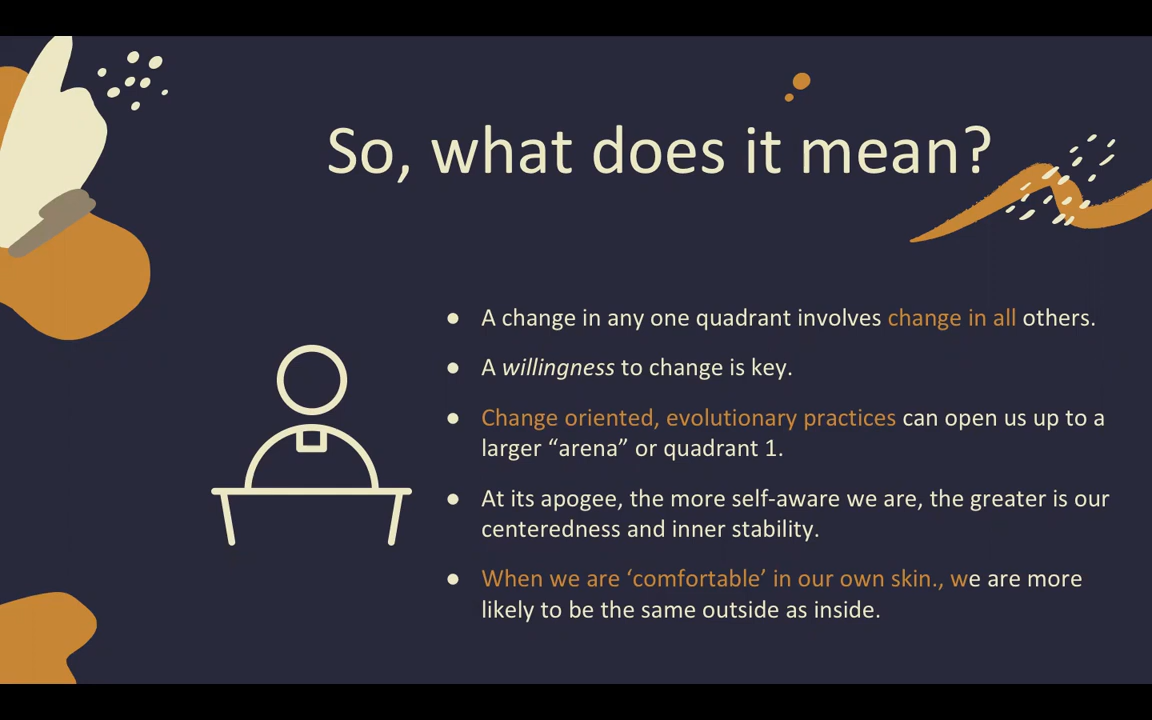 So, what does it mean?
● A change in any one quadrant involves change in all others.
● A willingness to change is key.
● Change oriented, evolutionary practices can open us up to a
larger “arena” or quadrant 1.
● At its apogee, the more self-aware we are, the greater is our
centeredness and inner stability.
● When we are ‘comfortable’ in our own skin., we are more
likely to be the same outside as inside.